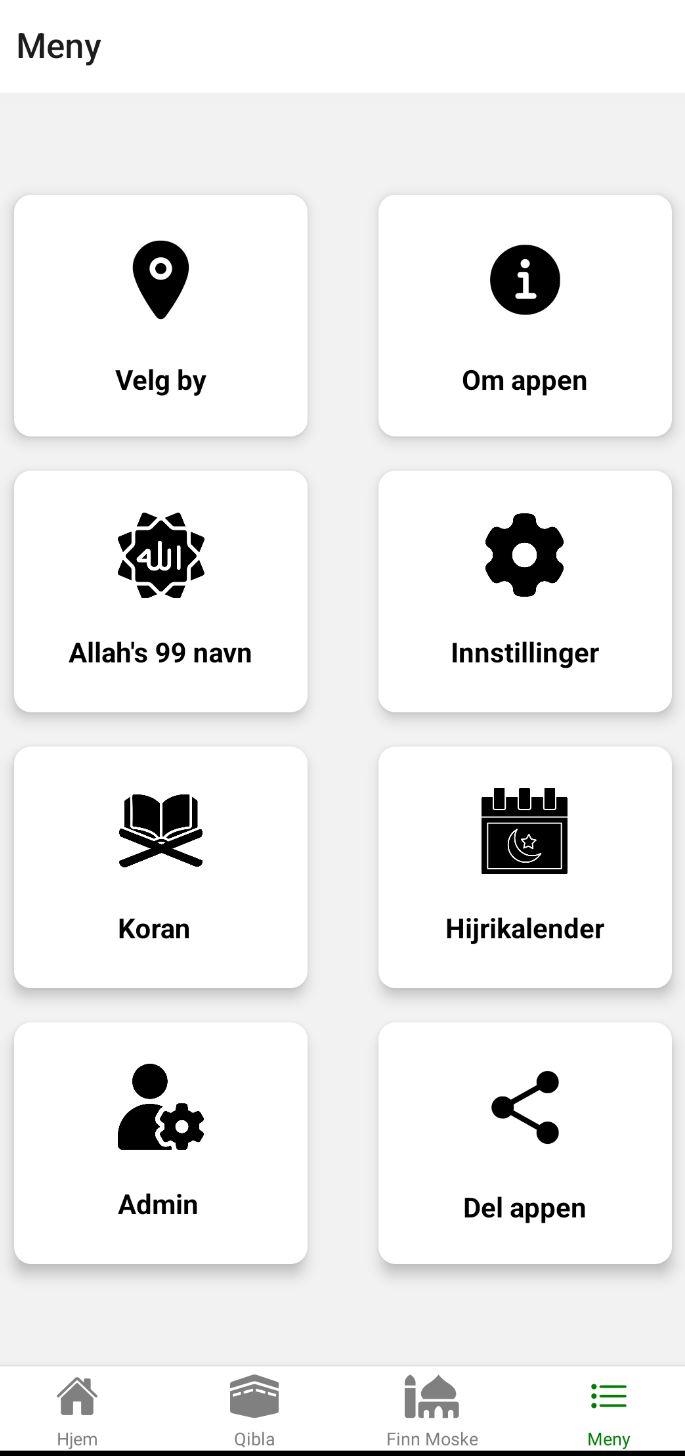 Meny
Velg by
Om appen
الله
Allah's 99 navn
Innstillinger
Koran
Hijrikalender
Admin
Del appen
Hjem
Qibla
Finn Moske
Meny